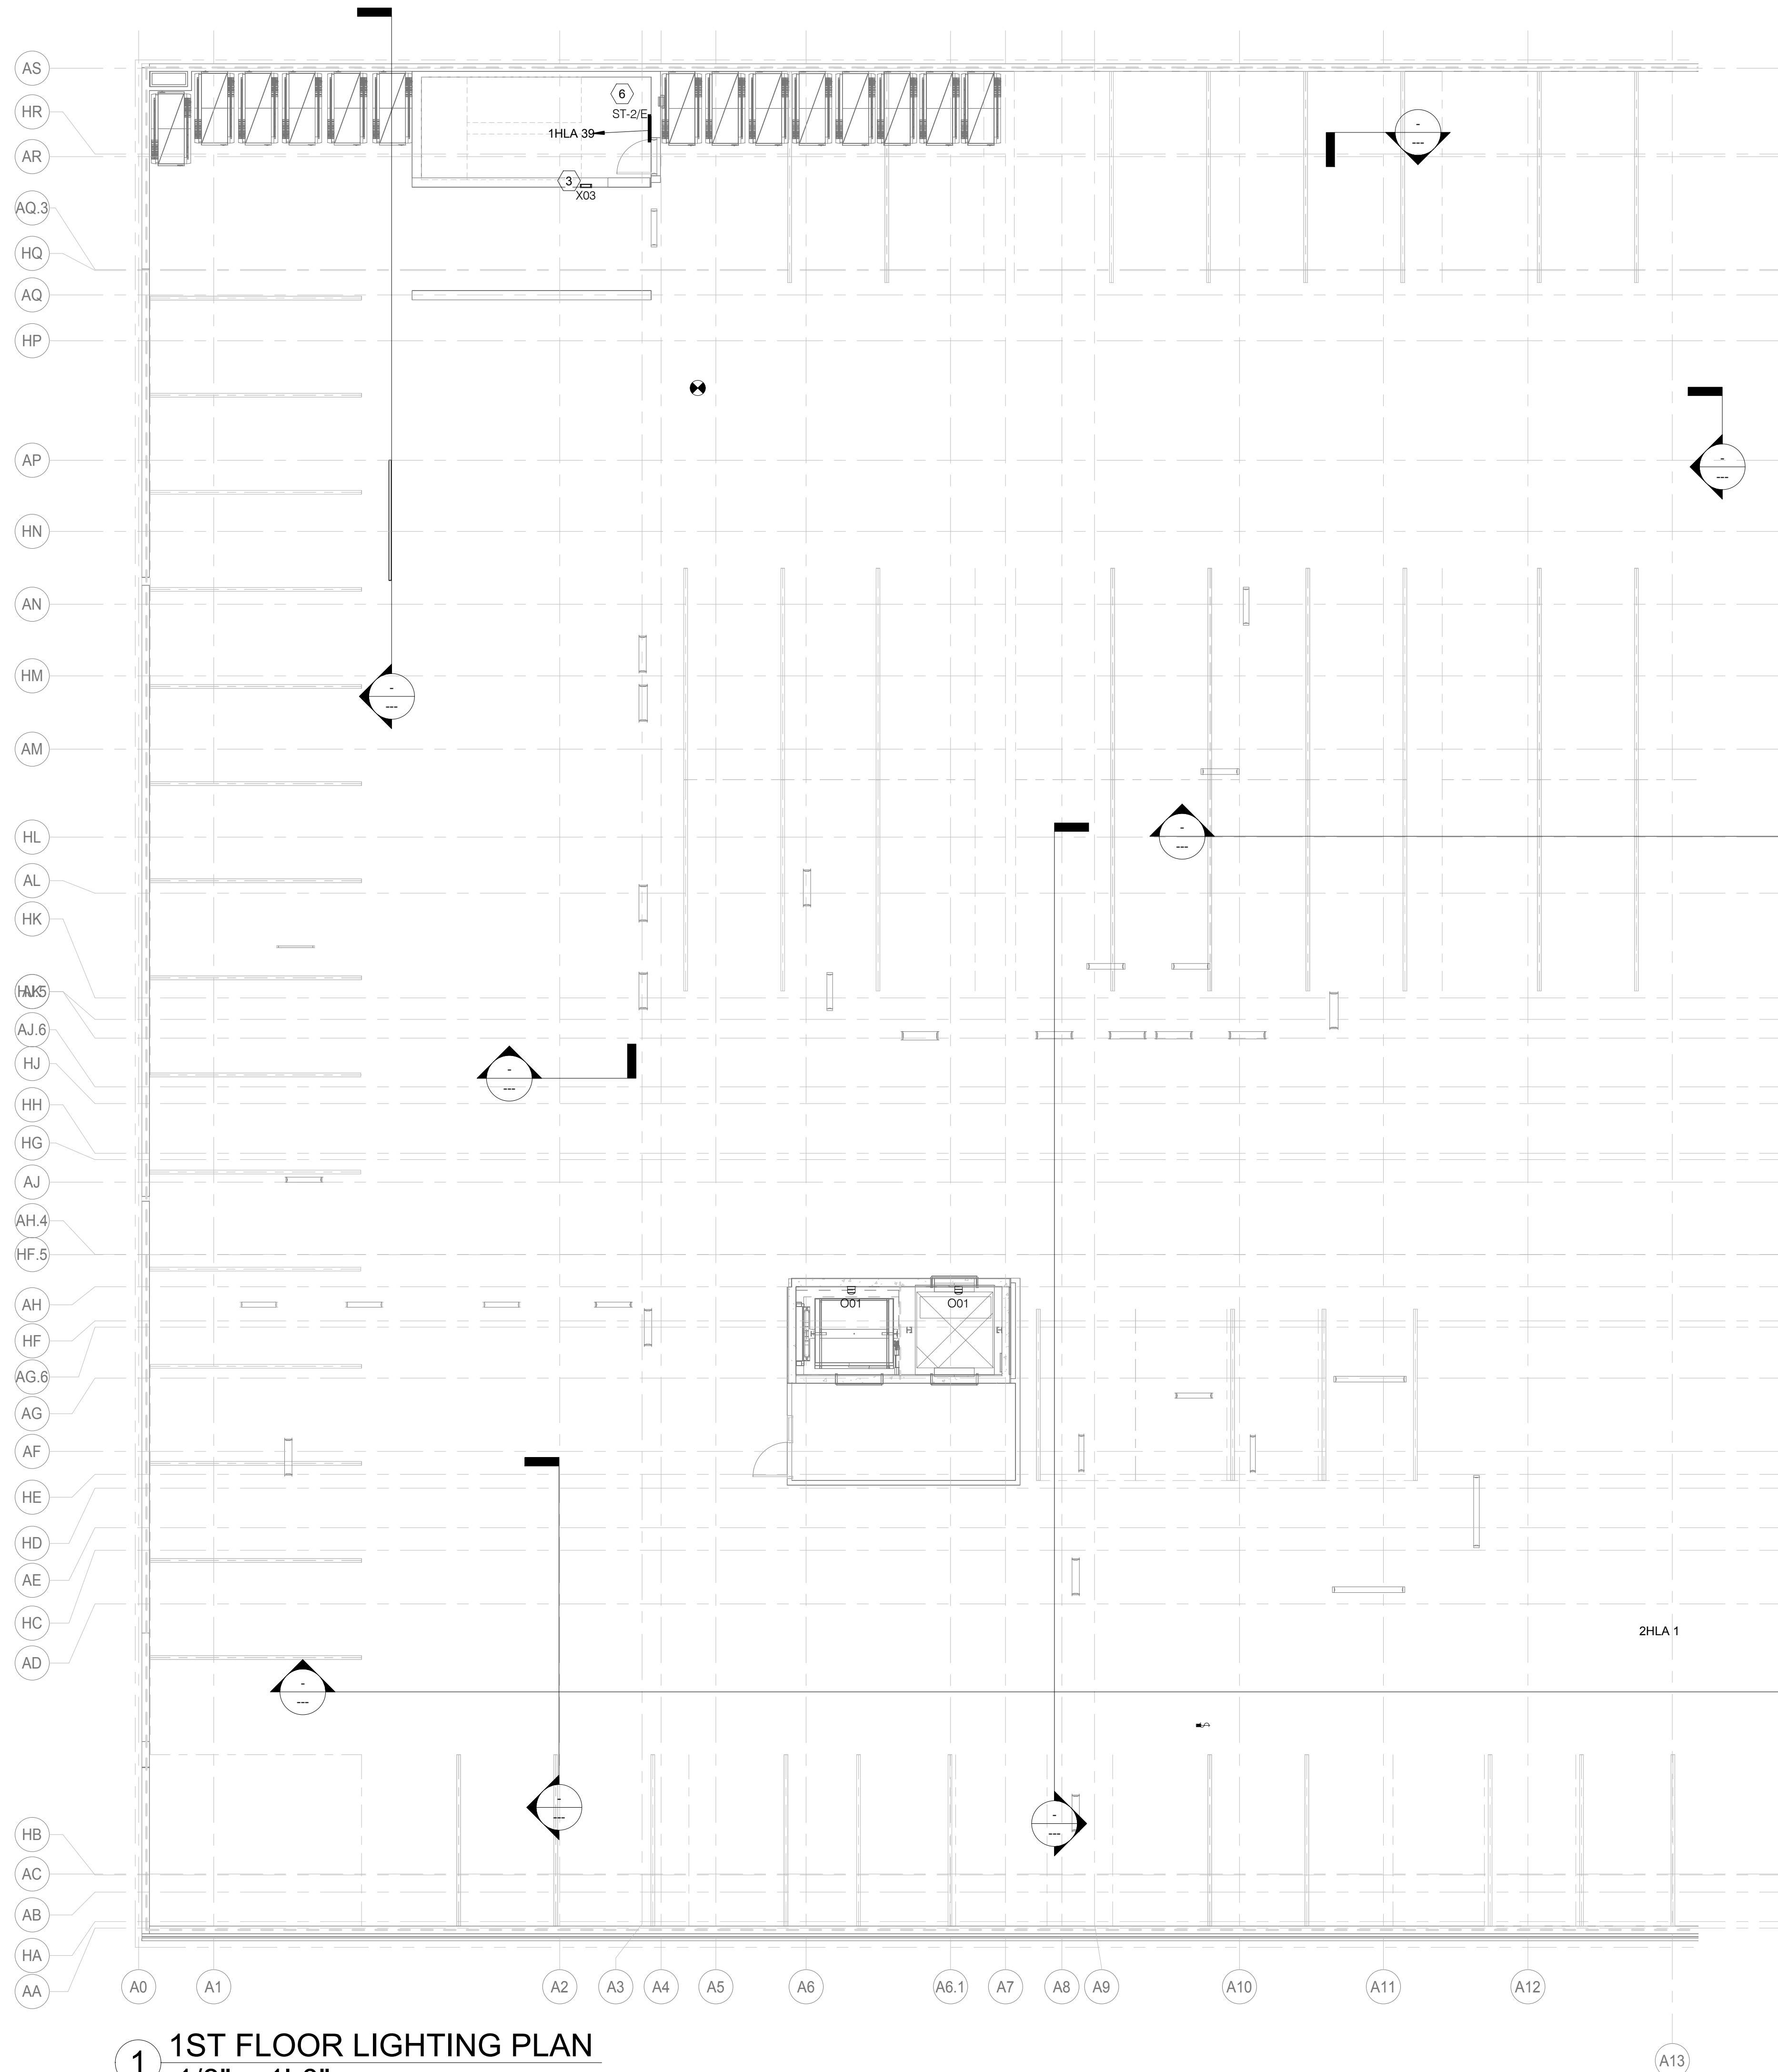 AS
HR
6
ST-2/E
1HLA 39
-
---
AR
3
X03
AQ.3
HQ
AQ
HP
AP
-
---
HN
AN
HM
-
---
AM
HL
-
---
AL
HK
AJ.6
HJ
-
---
HH
HG
AJ
AH.4
HF.5
AH
O01
O01
HF
AG.6
AG
AF
HE
HD
AE
HC
2HLA 1
AD
-
---
-
---
-
---
HB
AC
AB
HA
AA
A0
A1
A2
A3
A4
A5
A6
A6.1
A7
A8
A9
A10
A11
A12
A13
1
1ST FLOOR LIGHTING PLAN